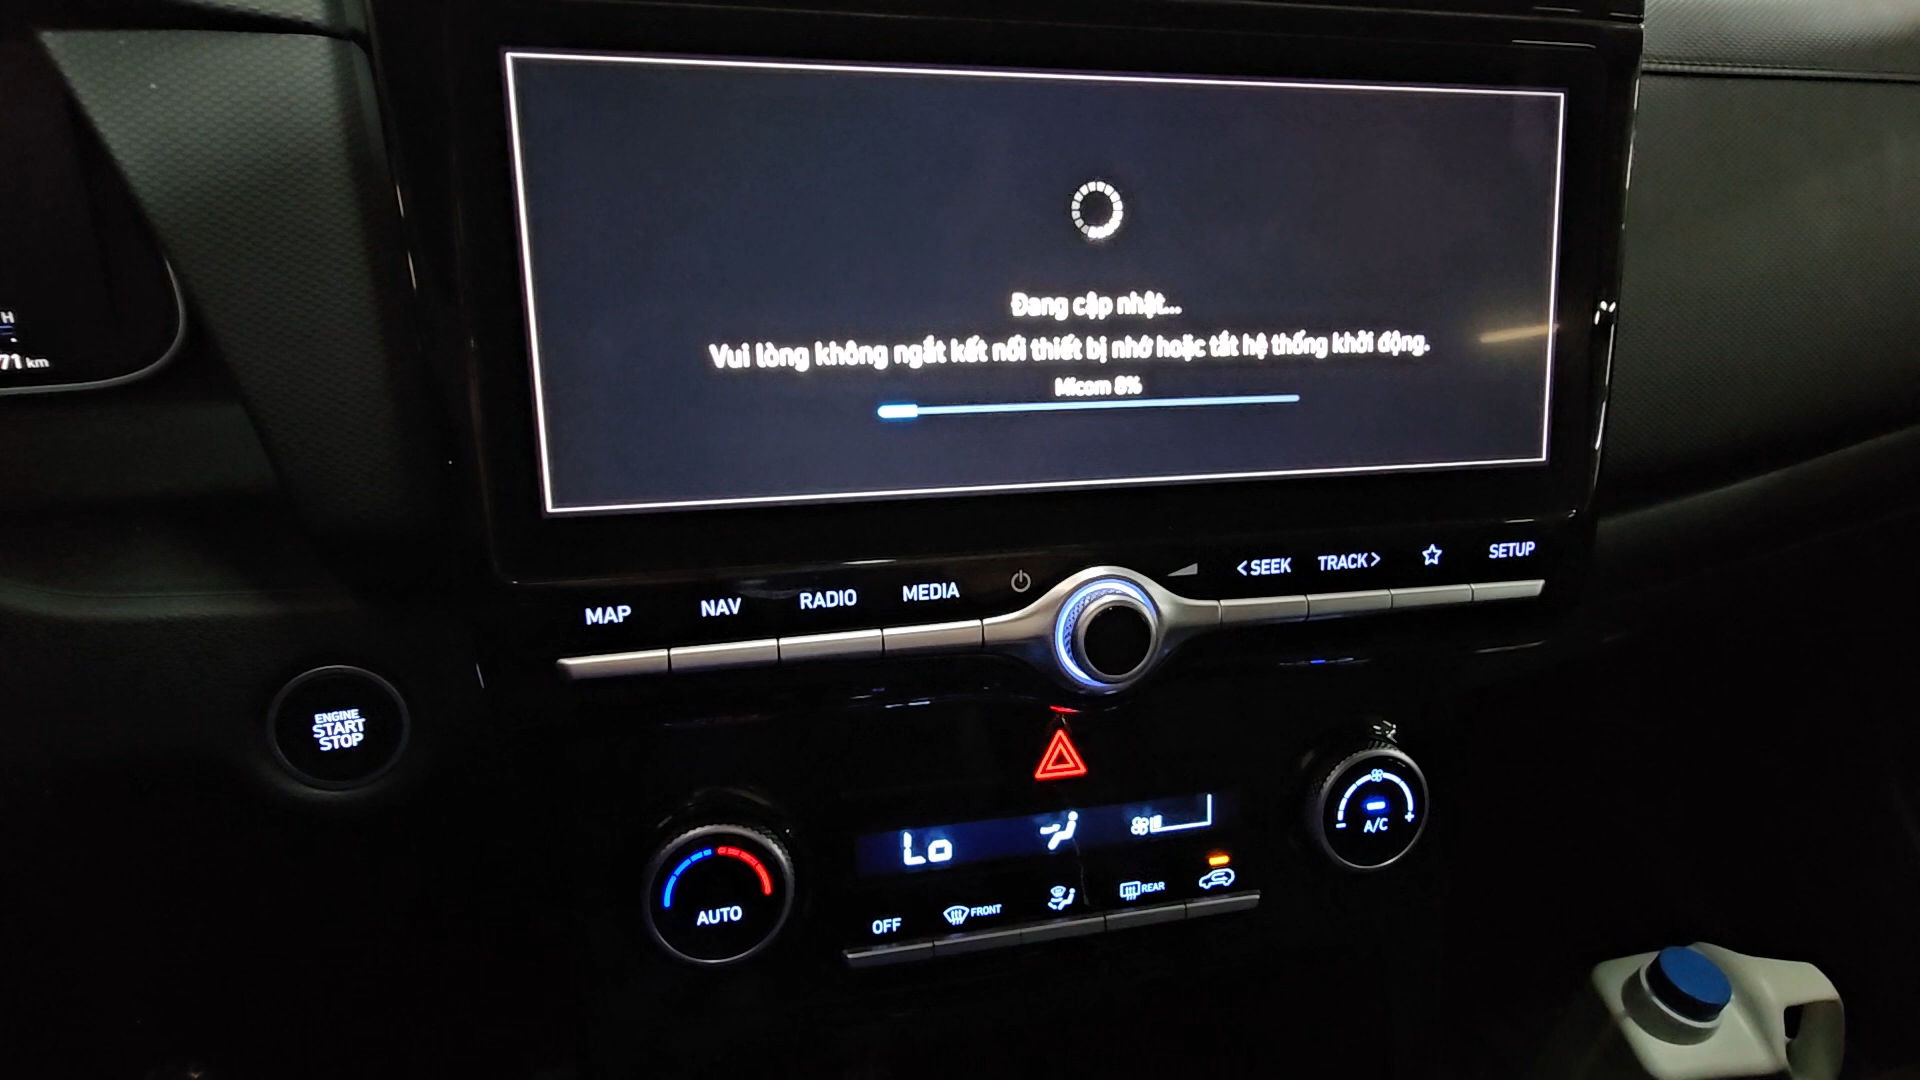 Đang cập nhật...
Vui lòng không ngắt kết nối thiết bị nhớ hoặc tắt hệ thống khởi động.
Micom 8%
H
71 km
MAP
NAV
RADIO
MEDIA
< SEEK
TRACK >
SETUP
ENGINE
START
STOP
Lo
A/C
AUTO
OFF
FRONT
REAR